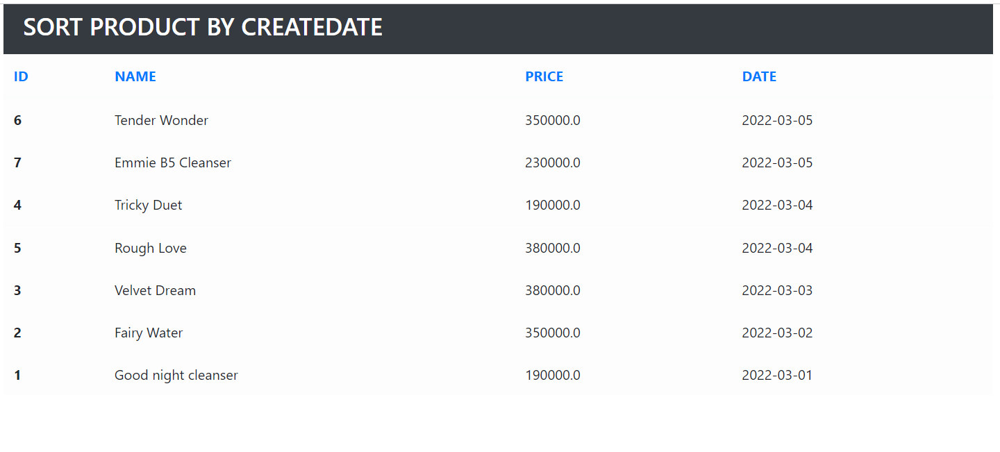 SORT PRODUCT BY CREATEDATE
ID NAME PRICE DATE
6 Tender Wonder 350000.0 2022-03-05
7 Emmie B5 Cleanser 230000.0 2022-03-05
4 Tricky Duet 190000.0 2022-03-04
5 Rough Love 380000.0 2022-03-04
3 Velvet Dream 380000.0 2022-03-03
2 Fairy Water 350000.0 2022-03-02
1 Good night cleanser 190000.0 2022-03-01